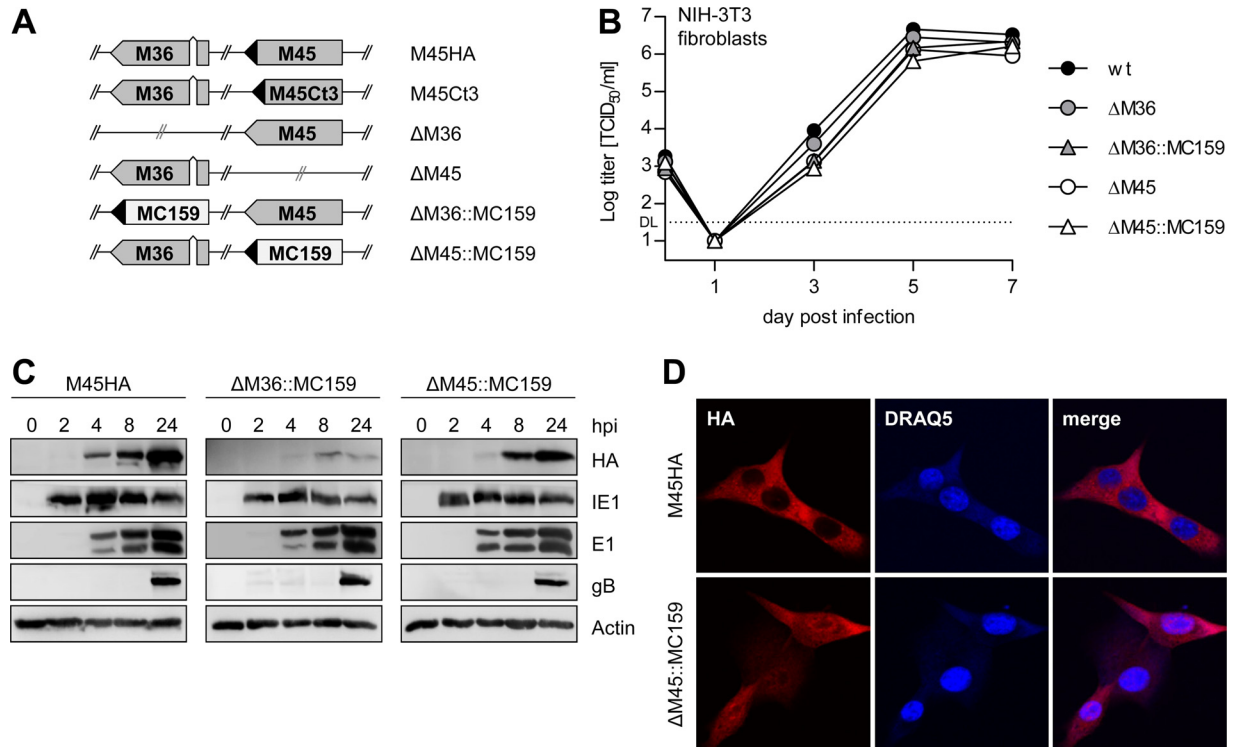 A
M36 M45 M45HA
M36 M45Ct3 M45Ct3
M45 ΔM36
M36 ΔM45
MC159 M45 ΔM36::MC159
M36 MC159 ΔM45::MC159
B
NIH-3T3
fibroblasts
Log titer [TCID50/ml]
7
6
5
4
3
2
DL
1
1 3 5 7
day post infection
wt
ΔM36
ΔM36::MC159
ΔM45
ΔM45::MC159
C
M45HA ΔM36::MC159 ΔM45::MC159
0 2 4 8 24 0 2 4 8 24 0 2 4 8 24 hpi
HA
IE1
E1
gB
Actin
D
HA DRAQ5 merge
M45HA
ΔM45::MC159